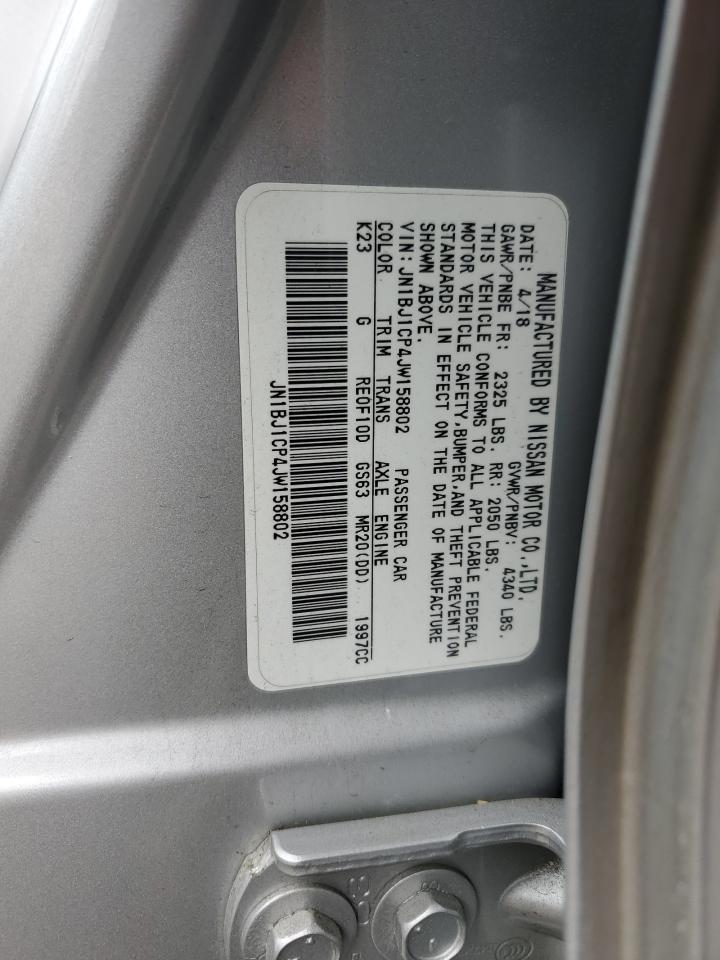 MANUFACTURED BY NISSAN MOTOR CO.,LTD.
DATE: 4/18 GVWR/PNBV: 4340 LBS.
GAWR/PNBE FR: 2325 LBS. RR: 2050 LBS.
THIS VEHICLE CONFORMS TO ALL APPLICABLE FEDERAL
MOTOR VEHICLE SAFETY,BUMPER,AND THEFT PREVENTION
STANDARDS IN EFFECT ON THE DATE OF MANUFACTURE
SHOWN ABOVE.
VIN:JN1BJ1CP4JW158802 PASSENGER CAR
COLOR TRIM TRANS AXLE ENGINE
K23 G RE0F10D GS63 MR20(DD) 1997CC
JN1BJ1CP4JW158802